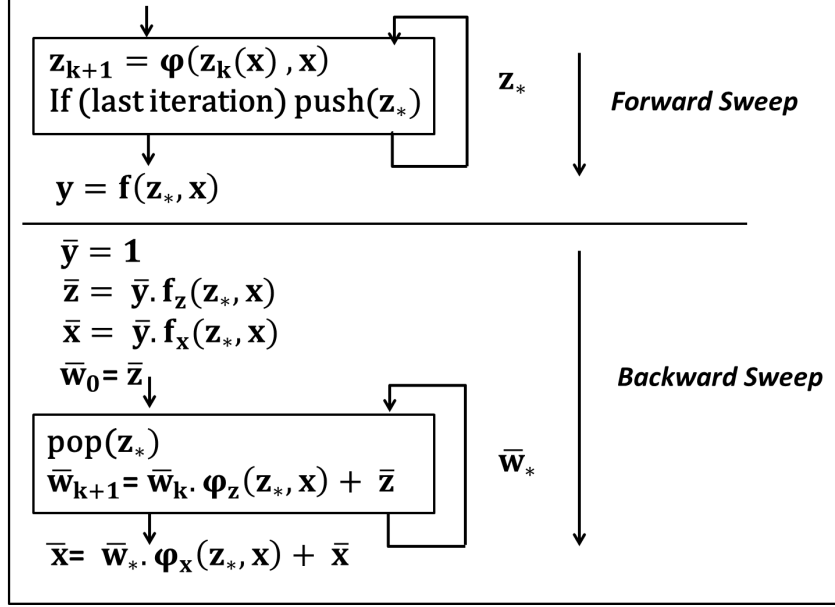 z_{k+1} = φ(z_k(x) , x)
If (last iteration) push(z_*)
z_*
Forward Sweep
y = f(z_*, x)
ȳ = 1
z̄ = ȳ. f_z(z_*, x)
x̄ = ȳ. f_x(z_*, x)
w̄_0= z̄
Backward Sweep
pop(z_*)
w̄_{k+1}= w̄_k. φ_z(z_*, x) + z̄
w̄_*
x̄= w̄_*. φ_x(z_*, x) + x̄